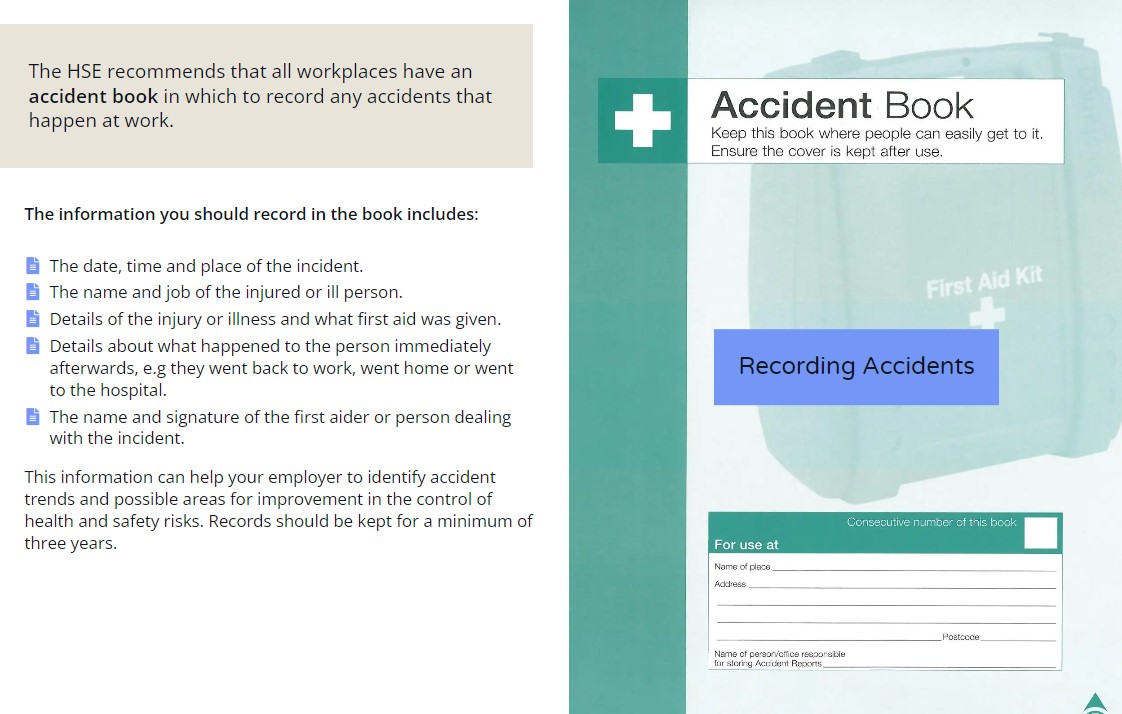 The HSE recommends that all workplaces have an
accident book in which to record any accidents that
happen at work.
The information you should record in the book includes:
The date, time and place of the incident.
The name and job of the injured or ill person.
Details of the injury or illness and what first aid was given.
Details about what happened to the person immediately
afterwards, e.g they went back to work, went home or went
to the hospital.
The name and signature of the first aider or person dealing
with the incident.
This information can help your employer to identify accident
trends and possible areas for improvement in the control of
health and safety risks. Records should be kept for a minimum of
three years.
Accident Book
Keep this book where people can easily get to it.
Ensure the cover is kept after use.
First Aid Kit
Recording Accidents
Consecutive number of this book
For use at
Name of place
Address
Postcode
Name of person/office responsible
for storing Accident Reports